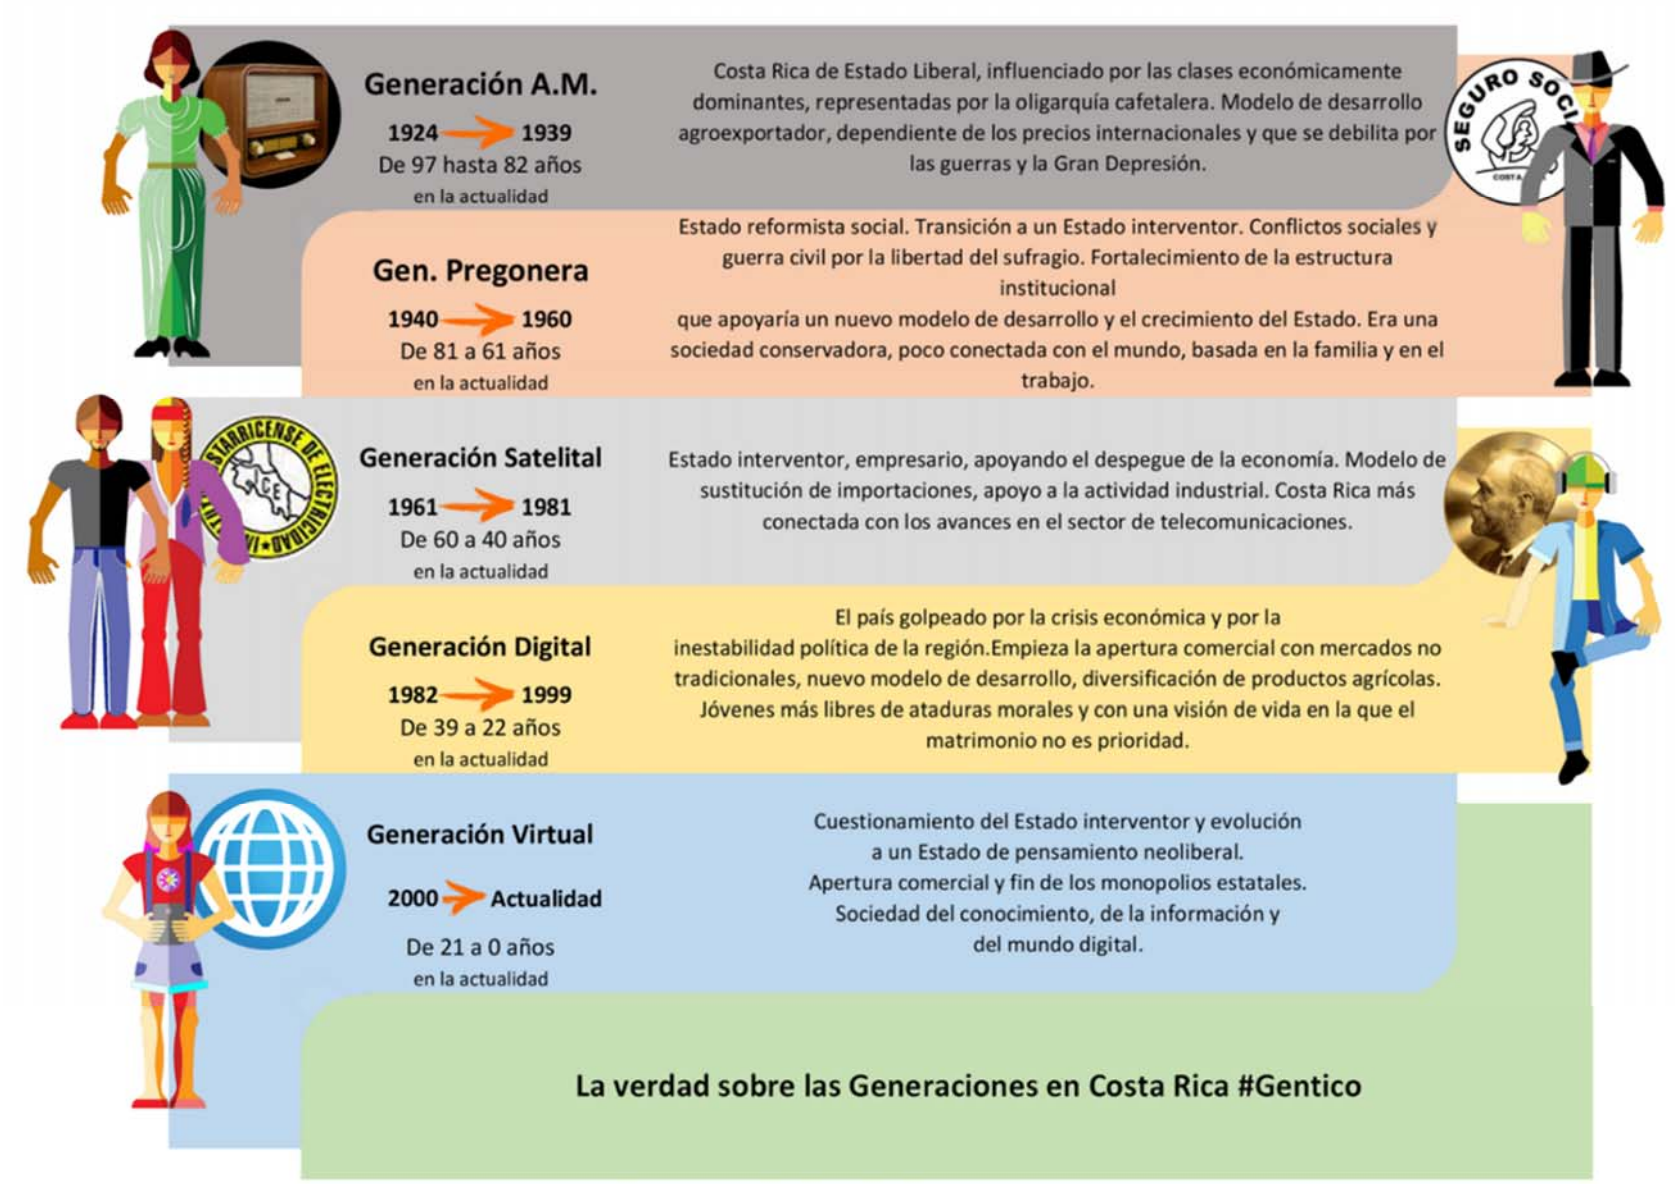 Generación A.M.
1924 1939
De 97 hasta 82 años
en la actualidad
Costa Rica de Estado Liberal, influenciado por las clases económicamente
dominantes, representadas por la oligarquía cafetalera. Modelo de desarrollo
agroexportador, dependiente de los precios internacionales y que se debilita por
las guerras y la Gran Depresión.
SEGURO SOCI
COSTA
Gen. Pregonera
1940 1960
De 81 a 61 años
en la actualidad
Estado reformista social. Transición a un Estado interventor. Conflictos sociales y
guerra civil por la libertad del sufragio. Fortalecimiento de la estructura
institucional
que apoyaría un nuevo modelo de desarrollo y el crecimiento del Estado. Era una
sociedad conservadora, poco conectada con el mundo, basada en la familia y en el
trabajo.
STARRICENSE DE ELECTRICIDAD
ICE
Generación Satelital
1961 1981
De 60 a 40 años
en la actualidad
Estado interventor, empresario, apoyando el despegue de la economía. Modelo de
sustitución de importaciones, apoyo a la actividad industrial. Costa Rica más
conectada con los avances en el sector de telecomunicaciones.
Generación Digital
1982 1999
De 39 a 22 años
en la actualidad
El país golpeado por la crisis económica y por la
inestabilidad política de la región.Empieza la apertura comercial con mercados no
tradicionales, nuevo modelo de desarrollo, diversificación de productos agrícolas.
Jóvenes más libres de ataduras morales y con una visión de vida en la que el
matrimonio no es prioridad.
Generación Virtual
2000 Actualidad
De 21 a 0 años
en la actualidad
Cuestionamiento del Estado interventor y evolución
a un Estado de pensamiento neoliberal.
Apertura comercial y fin de los monopolios estatales.
Sociedad del conocimiento, de la información y
del mundo digital.
La verdad sobre las Generaciones en Costa Rica #Gentico